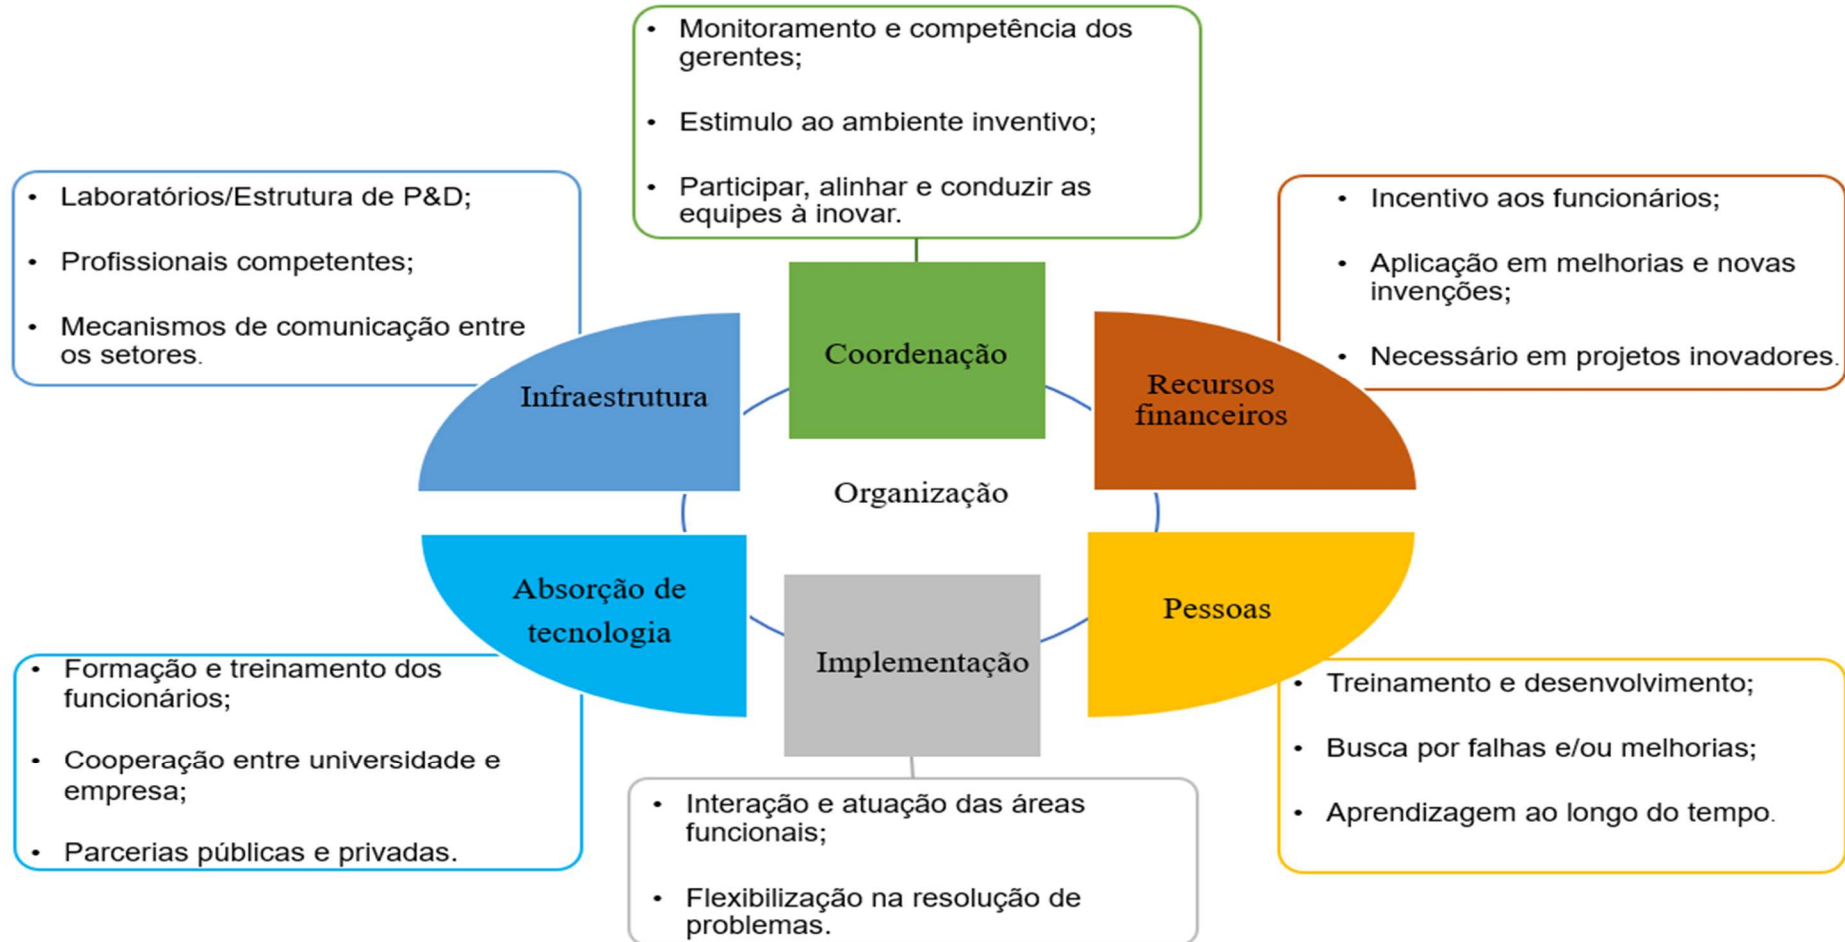 • Monitoramento e competência dos
gerentes;
• Estimulo ao ambiente inventivo;
• Participar, alinhar e conduzir as
equipes à inovar.
• Laboratórios/Estrutura de P&D;
• Profissionais competentes;
• Mecanismos de comunicação entre
os setores.
• Incentivo aos funcionários;
• Aplicação em melhorias e novas
invenções;
• Necessário em projetos inovadores.
Infraestrutura
Coordenação
Recursos
financeiros
Organização
Absorção de
tecnologia
Implementação
Pessoas
• Formação e treinamento dos
funcionários;
• Cooperação entre universidade e
empresa;
• Parcerias públicas e privadas.
• Interação e atuação das áreas
funcionais;
• Flexibilização na resolução de
problemas.
• Treinamento e desenvolvimento;
• Busca por falhas e/ou melhorias;
• Aprendizagem ao longo do tempo.